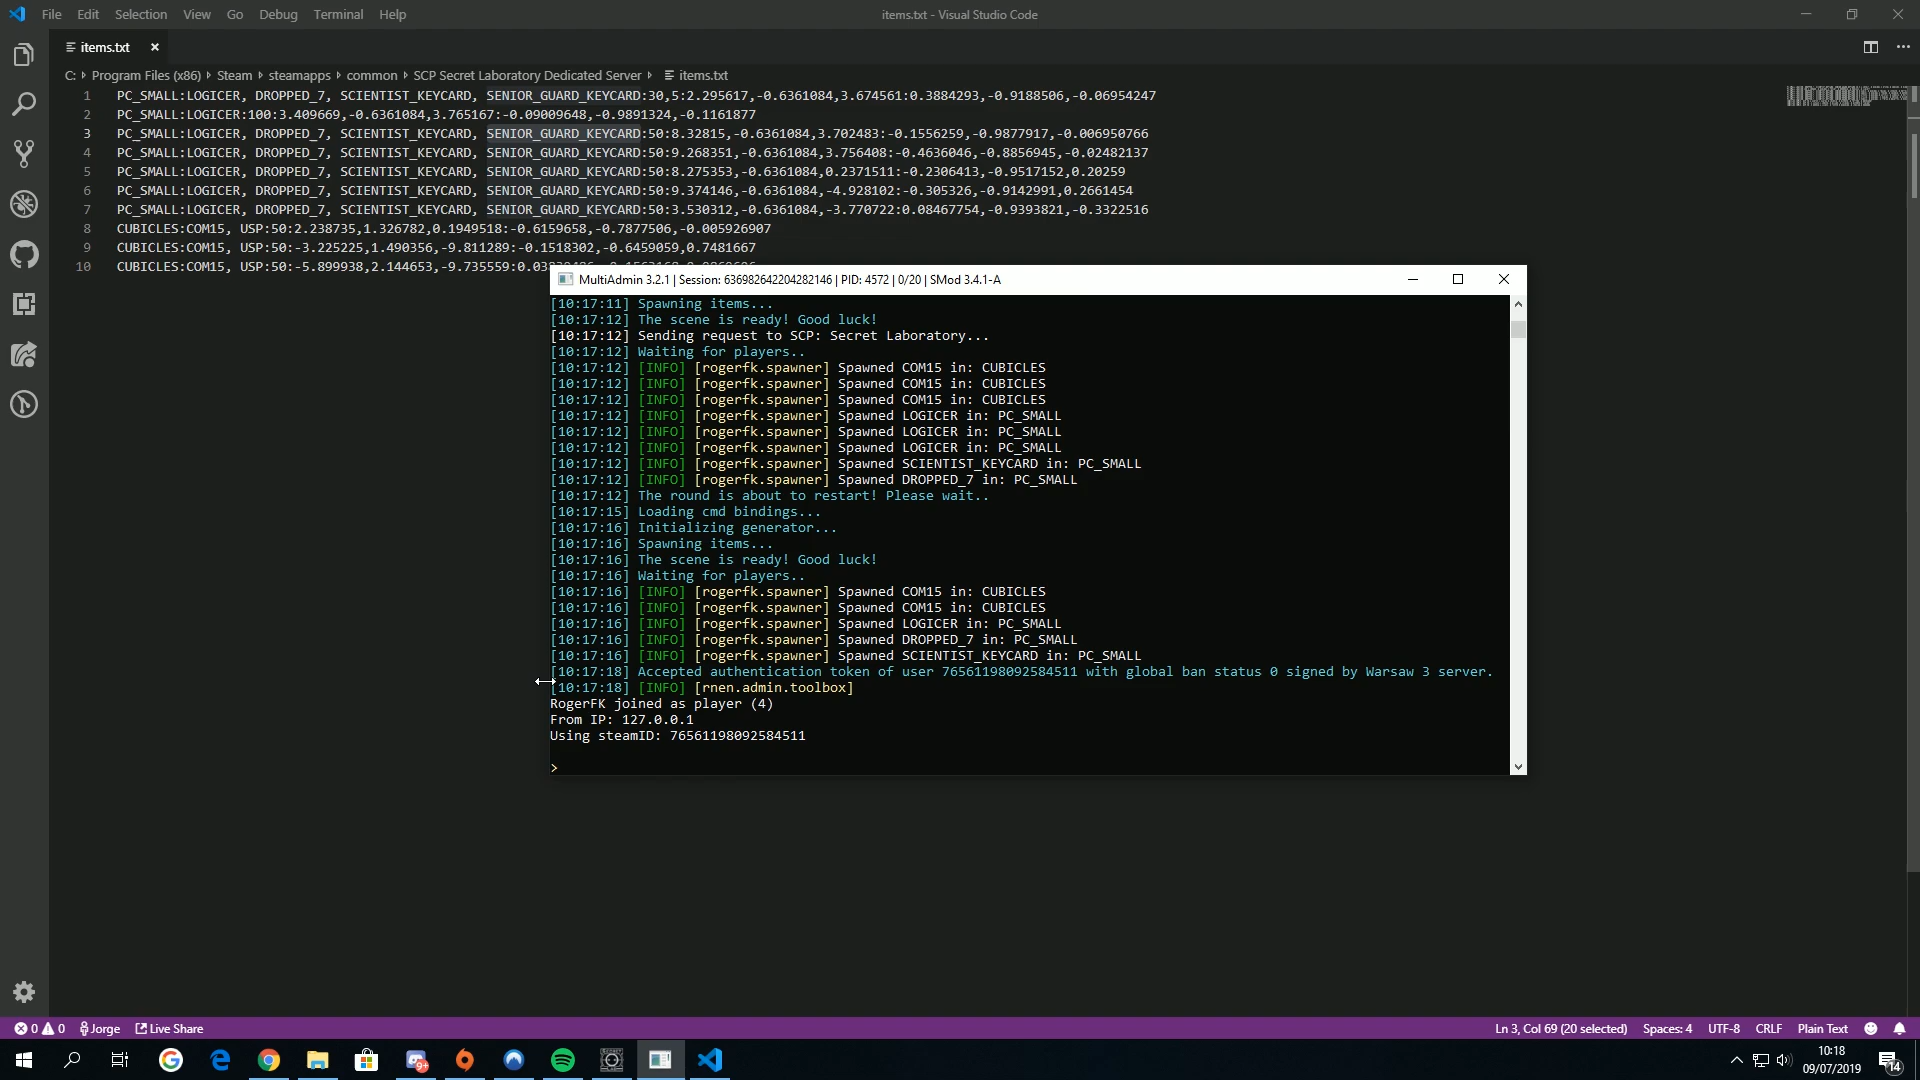 File Edit Selection View Go Debug Terminal Help
items.txt - Visual Studio Code
items.txt
C: Program Files (x86) Steam steamapps common SCP Secret Laboratory Dedicated Server items.txt
1 PC_SMALL:LOGICER, DROPPED_7, SCIENTIST_KEYCARD, SENIOR_GUARD_KEYCARD:30,5:2.295617,-0.6361084,3.674561:0.3884293,-0.9188506,-0.06954247
2 PC_SMALL:LOGICER:100:3.409669,-0.6361084,3.765167:-0.09009648,-0.9891324,-0.1161877
3 PC_SMALL:LOGICER, DROPPED_7, SCIENTIST_KEYCARD, SENIOR_GUARD_KEYCARD:50:8.32815,-0.6361084,3.702483:-0.1556259,-0.9877917,-0.006950766
4 PC_SMALL:LOGICER, DROPPED_7, SCIENTIST_KEYCARD, SENIOR_GUARD_KEYCARD:50:9.268351,-0.6361084,3.756408:-0.4636046,-0.8856945,-0.02482137
5 PC_SMALL:LOGICER, DROPPED_7, SCIENTIST_KEYCARD, SENIOR_GUARD_KEYCARD:50:8.275353,-0.6361084,0.2371511:-0.2306413,-0.9517152,0.20259
6 PC_SMALL:LOGICER, DROPPED_7, SCIENTIST_KEYCARD, SENIOR_GUARD_KEYCARD:50:9.374146,-0.6361084,-4.928102:-0.305326,-0.9142991,0.2661454
7 PC_SMALL:LOGICER, DROPPED_7, SCIENTIST_KEYCARD, SENIOR_GUARD_KEYCARD:50:3.530312,-0.6361084,-3.770722:0.08467754,-0.9393821,-0.3322516
8 CUBICLES:COM15, USP:50:2.238735,1.326782,0.1949518:-0.6159658,-0.7877506,-0.005926907
9 CUBICLES:COM15, USP:50:-3.225225,1.490356,-9.811289:-0.1518302,-0.6459059,0.7481667
10 CUBICLES:COM15, USP:50:-5.899938,2.144653,-9.735559:
MultiAdmin 3.2.1 | Session: 636982642204282146 | PID: 4572 | 0/20 | SMod 3.4.1-A
[10:17:11] Spawning items...
[10:17:12] The scene is ready! Good luck!
[10:17:12] Sending request to SCP: Secret Laboratory...
[10:17:12] Waiting for players..
[10:17:12] [INFO] [rogerfk.spawner] Spawned COM15 in: CUBICLES
[10:17:12] [INFO] [rogerfk.spawner] Spawned COM15 in: CUBICLES
[10:17:12] [INFO] [rogerfk.spawner] Spawned COM15 in: CUBICLES
[10:17:12] [INFO] [rogerfk.spawner] Spawned LOGICER in: PC_SMALL
[10:17:12] [INFO] [rogerfk.spawner] Spawned LOGICER in: PC_SMALL
[10:17:12] [INFO] [rogerfk.spawner] Spawned LOGICER in: PC_SMALL
[10:17:12] [INFO] [rogerfk.spawner] Spawned SCIENTIST_KEYCARD in: PC_SMALL
[10:17:12] [INFO] [rogerfk.spawner] Spawned DROPPED_7 in: PC_SMALL
[10:17:12] The round is about to restart! Please wait..
[10:17:15] Loading cmd bindings...
[10:17:16] Initializing generator...
[10:17:16] Spawning items...
[10:17:16] The scene is ready! Good luck!
[10:17:16] Waiting for players..
[10:17:16] [INFO] [rogerfk.spawner] Spawned COM15 in: CUBICLES
[10:17:16] [INFO] [rogerfk.spawner] Spawned COM15 in: CUBICLES
[10:17:16] [INFO] [rogerfk.spawner] Spawned LOGICER in: PC_SMALL
[10:17:16] [INFO] [rogerfk.spawner] Spawned DROPPED_7 in: PC_SMALL
[10:17:16] [INFO] [rogerfk.spawner] Spawned SCIENTIST_KEYCARD in: PC_SMALL
[10:17:18] Accepted authentication token of user 76561198092584511 with global ban status 0 signed by Warsaw 3 server.
[10:17:18] [INFO] [rnen.admin.toolbox]
RogerFK joined as player (4)
From IP: 127.0.0.1
Using steamID: 76561198092584511
>
0 0 Jorge Live Share
Ln 3, Col 69 (20 selected) Spaces: 4 UTF-8 CRLF Plain Text
10:18
09/07/2019
14